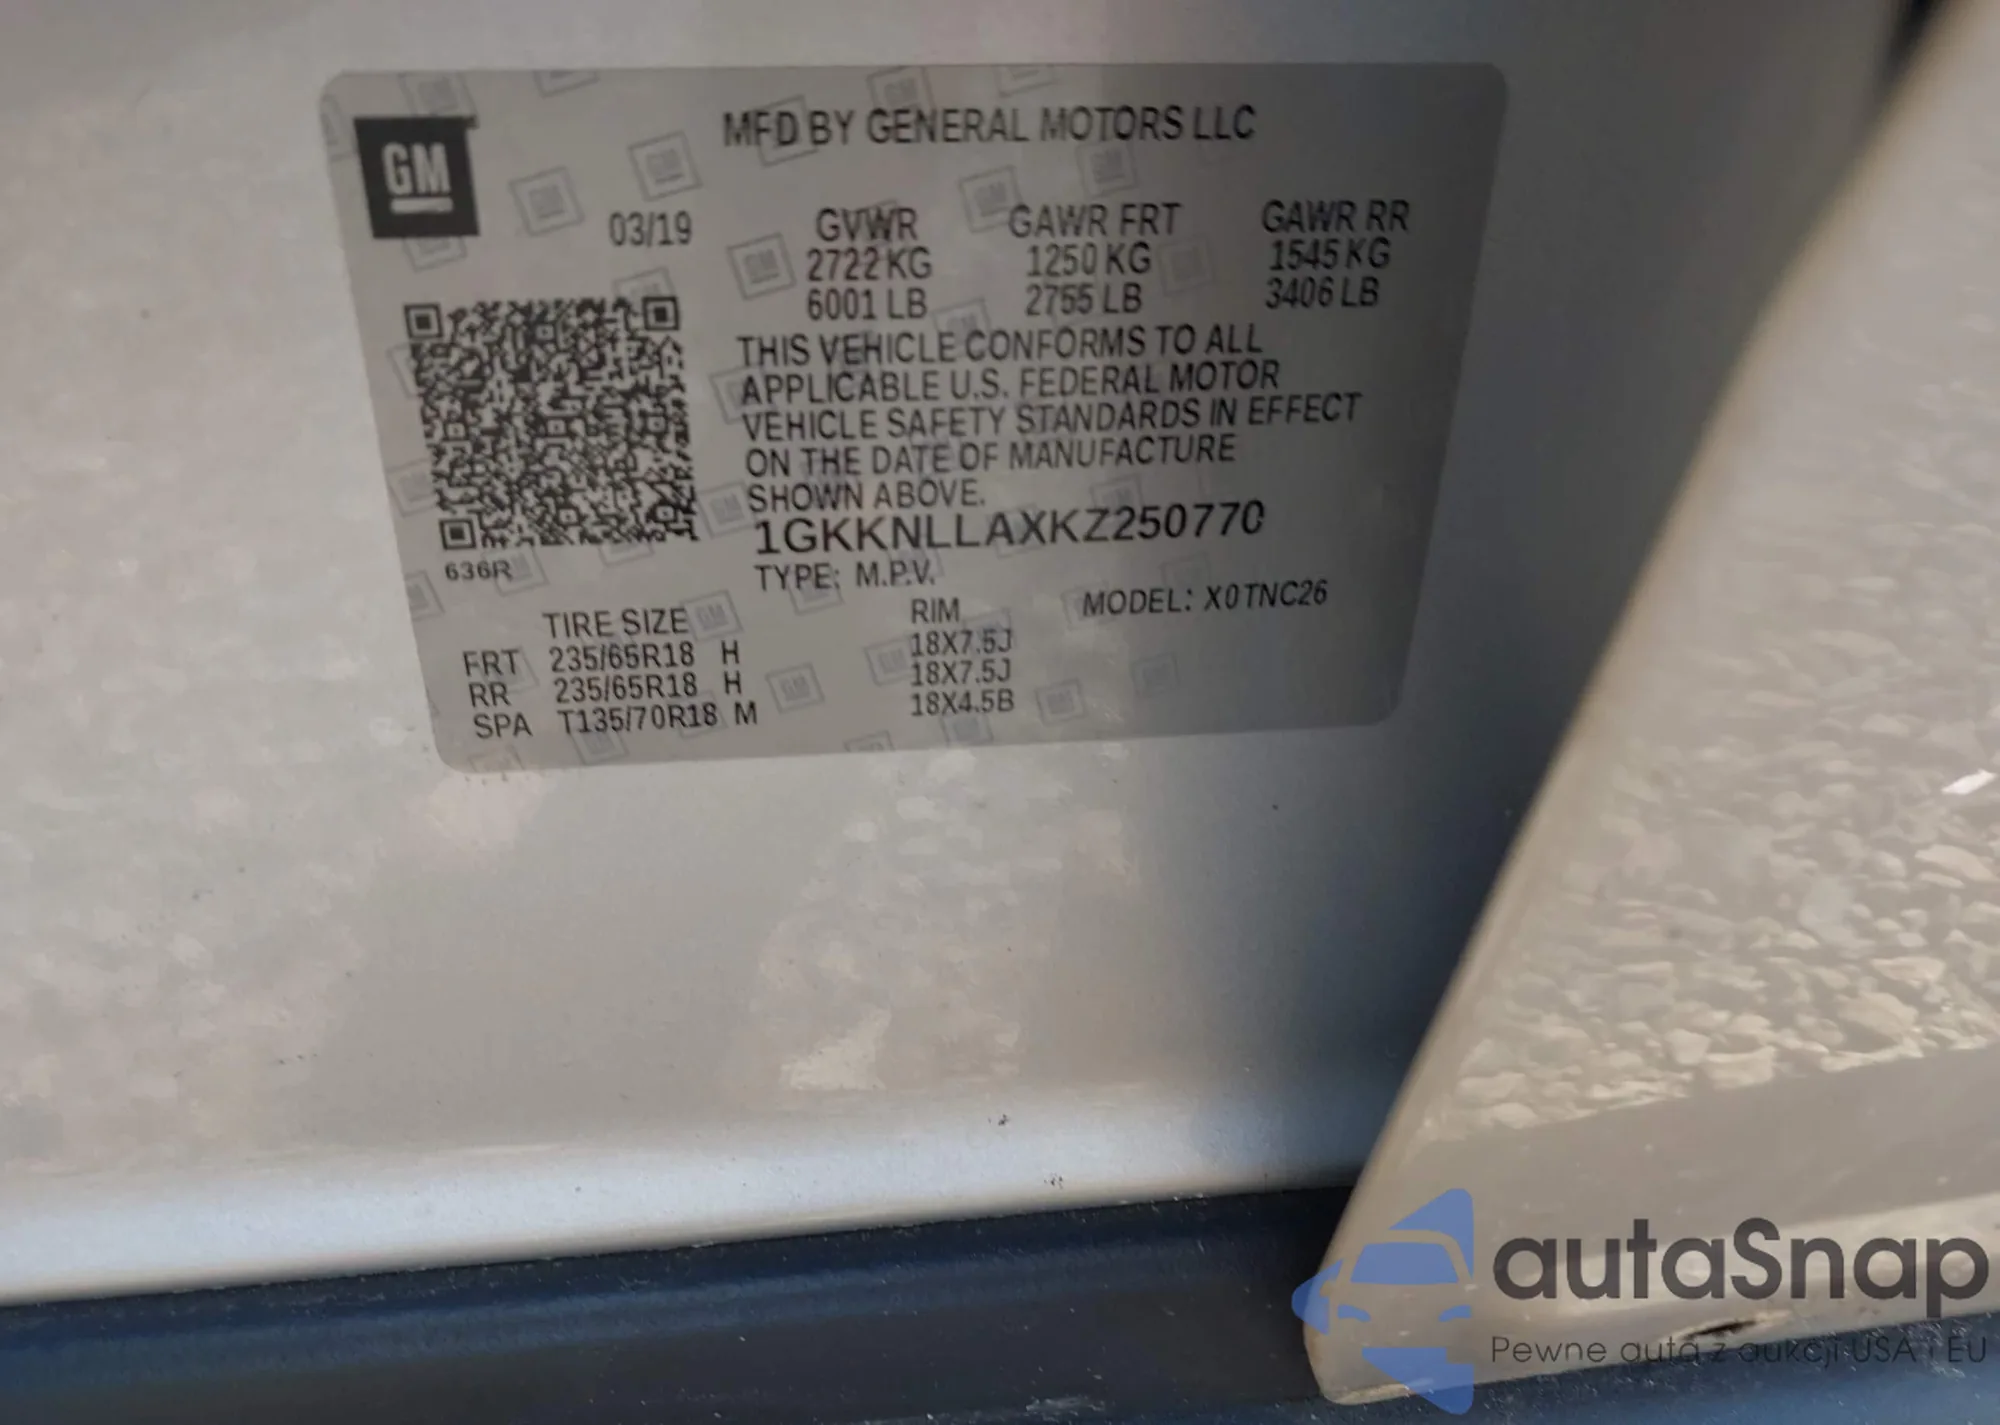 GM
MFD BY GENERAL MOTORS LLC
03/19
GVWR GAWR FRT GAWR RR
2722 KG 1250 KG 1545 KG
6001 LB 2755 LB 3406 LB
THIS VEHICLE CONFORMS TO ALL
APPLICABLE U.S. FEDERAL MOTOR
VEHICLE SAFETY STANDARDS IN EFFECT
ON THE DATE OF MANUFACTURE
SHOWN ABOVE.
1GKKNLLAXKZ250770
636R
TYPE: M.P.V.
MODEL: X0TNC26
TIRE SIZE RIM
FRT 235/65R18 H 18X7.5J
RR 235/65R18 H 18X7.5J
SPA T135/70R18 M 18X4.5B
autaSnap
Pewne auta z aukcji USA i EU